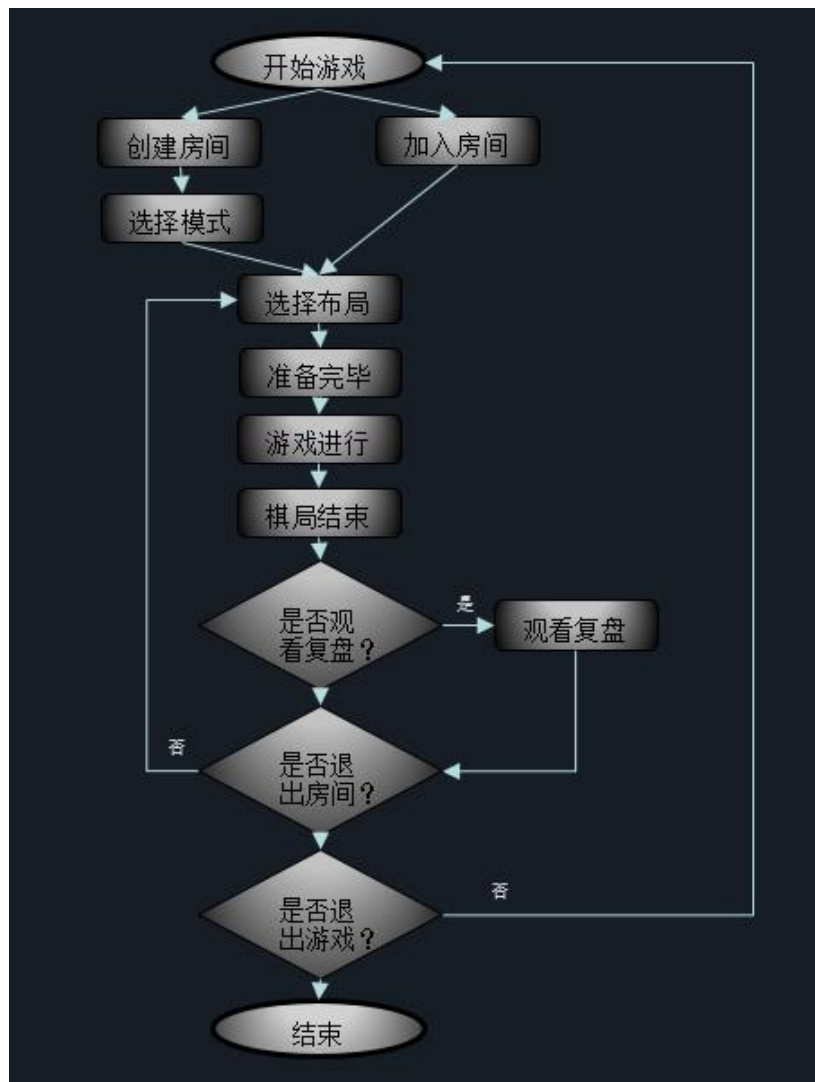 开始游戏
创建房间
加入房间
选择模式
选择布局
准备完毕
游戏进行
棋局结束
是否观
看复盘？
是
观看复盘
否
是否退
出房间？
是否退
出游戏？
否
结束